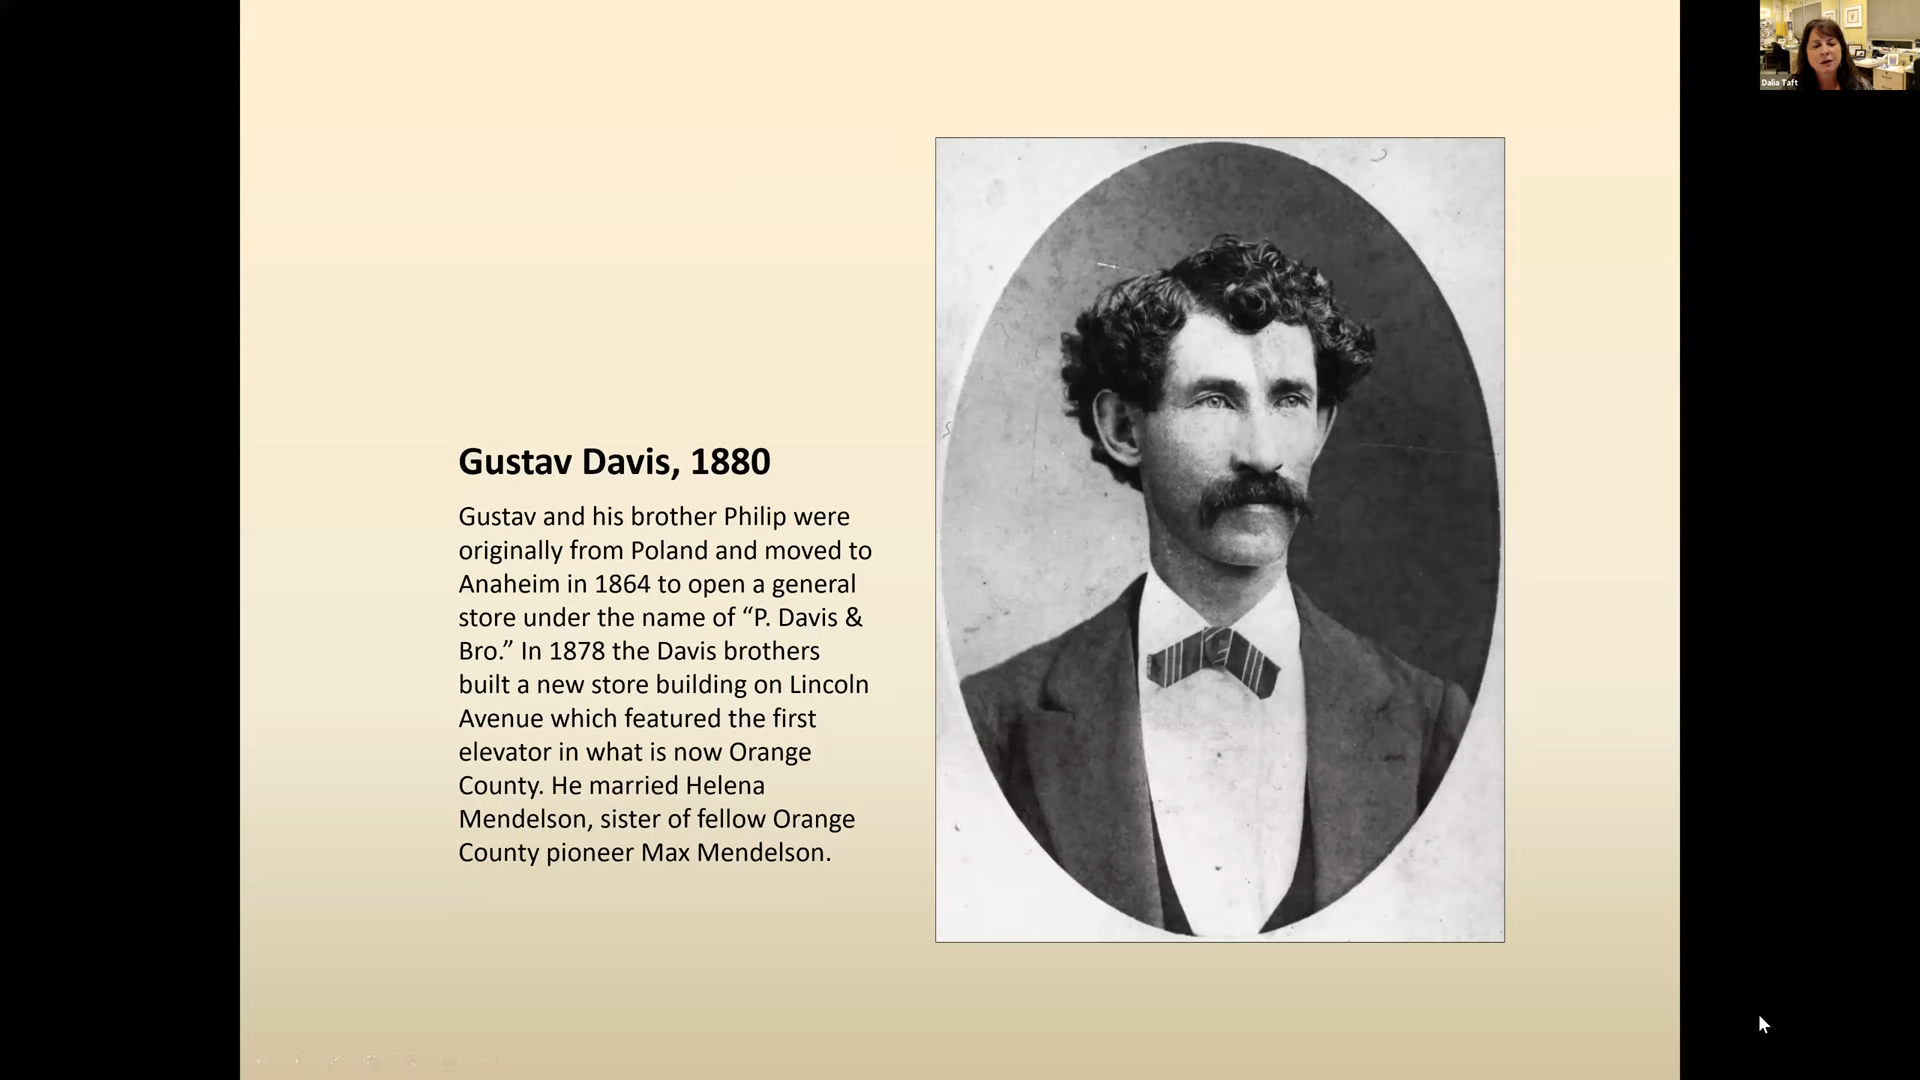 Dalia Taft
Gustav Davis, 1880
Gustav and his brother Philip were
originally from Poland and moved to
Anaheim in 1864 to open a general
store under the name of “P. Davis &
Bro.” In 1878 the Davis brothers
built a new store building on Lincoln
Avenue which featured the first
elevator in what is now Orange
County. He married Helena
Mendelson, sister of fellow Orange
County pioneer Max Mendelson.